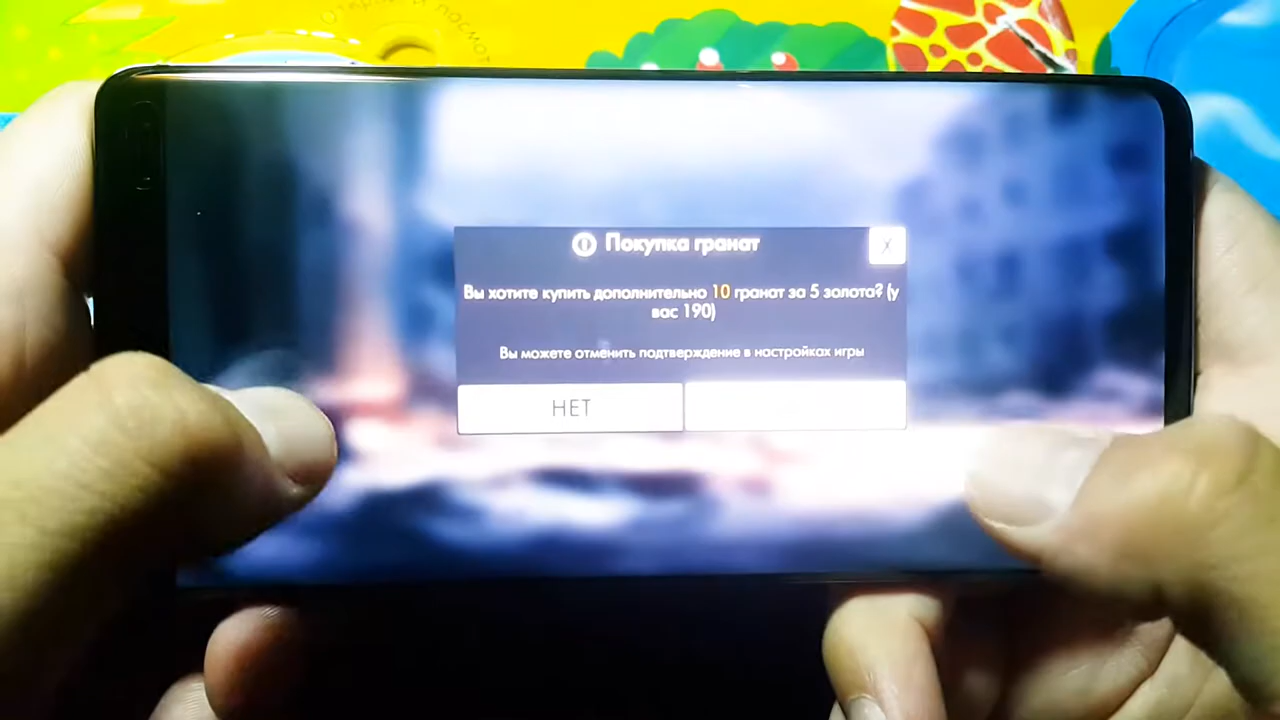 Покупка гранат
X
Вы хотите купить дополнительно 10 гранат за 5 золота? (у
вас 190)
Вы можете отменить подтверждение в настройках игры
НЕТ